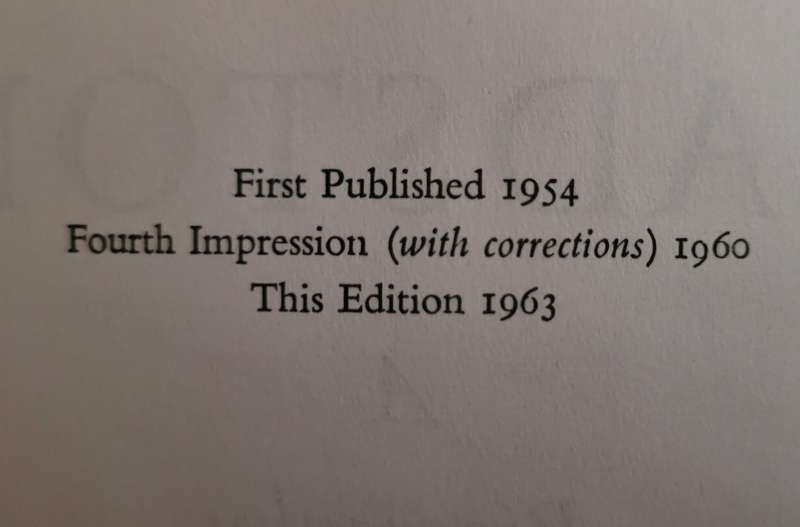 First Published 1954
Fourth Impression (with corrections) 1960
This Edition 1963